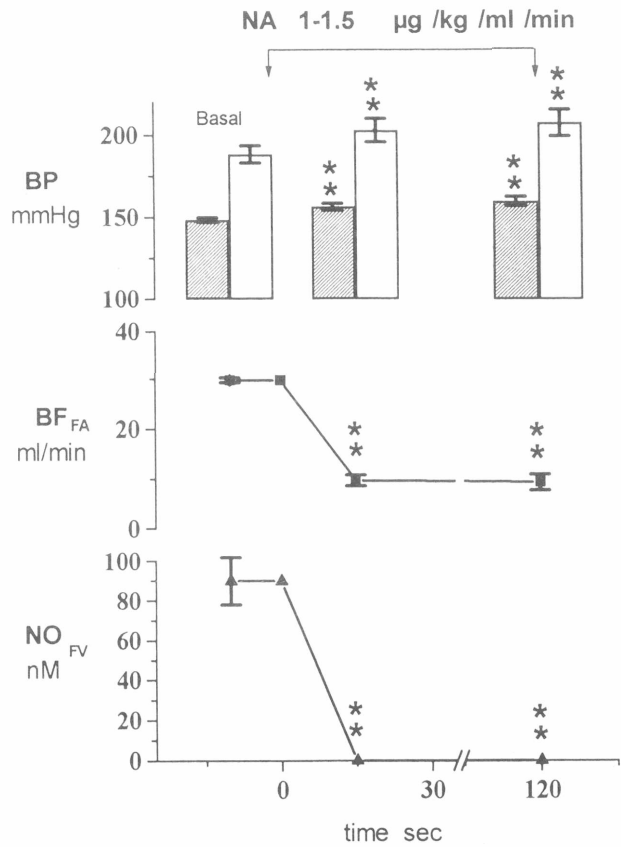 NA 1-1.5 µg /kg /ml /min
* *
* *
Basal
* *
* *
200
BP
mmHg
150
100
40
BF FA
ml/min
20
* *
* *
0
100
80
NO FV
nM
60
40
20
* *
* *
0
0 30 120
time sec